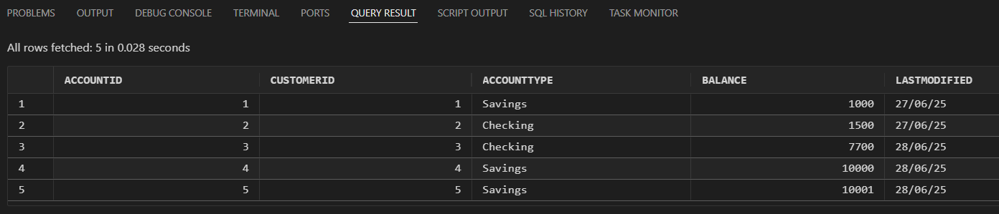 PROBLEMS OUTPUT DEBUG CONSOLE TERMINAL PORTS QUERY RESULT SCRIPT OUTPUT SQL HISTORY TASK MONITOR
All rows fetched: 5 in 0.028 seconds
ACCOUNTID CUSTOMERID ACCOUNTTYPE BALANCE LASTMODIFIED
1 1 1 Savings 1000 27/06/25
2 2 2 Checking 1500 27/06/25
3 3 3 Checking 7700 28/06/25
4 4 4 Savings 10000 28/06/25
5 5 5 Savings 10001 28/06/25